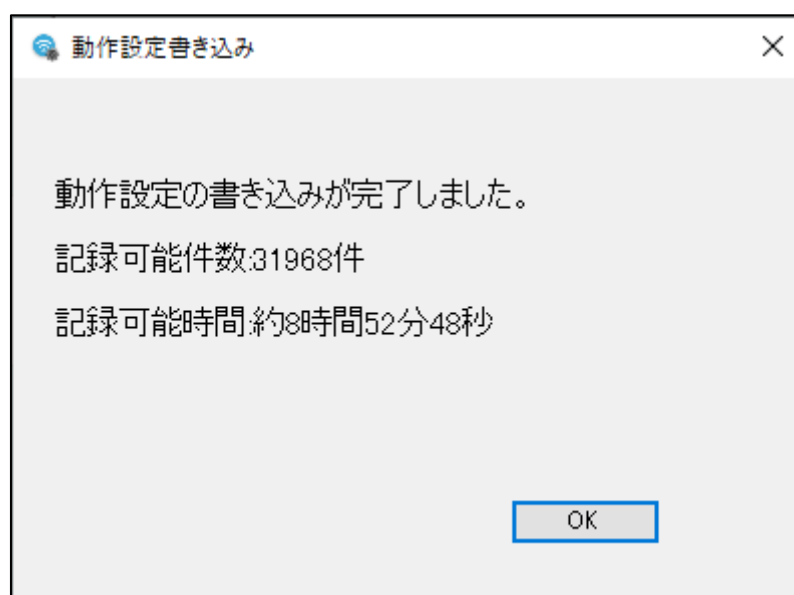 動作設定書き込み
動作設定の書き込みが完了しました。
記録可能件数:31968件
記録可能時間:約8時間52分48秒
OK